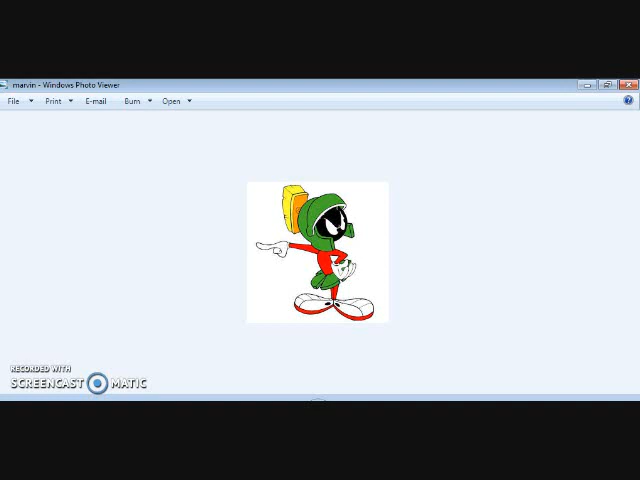 marvin - Windows Photo Viewer
File Print E-mail Burn Open
RECORDED WITH
SCREENCAST MATIC